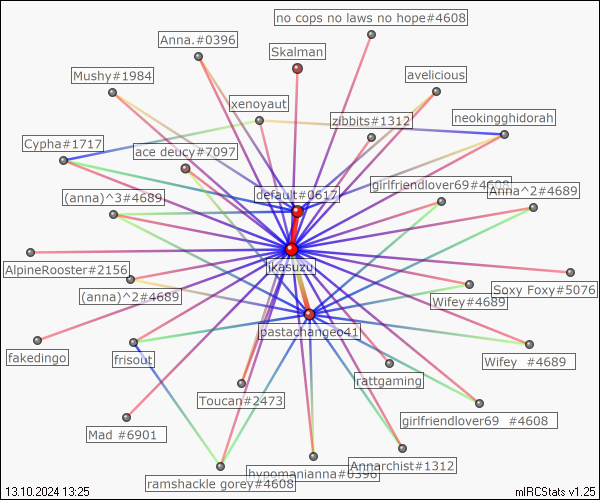 no cops no laws no hope#4608
Anna.#0396
Skalman
Mushy#1984
avelicious
xenoyaut
zibbits#1312
neokingghidorah
Cypha#1717
ace deucy#7097
default#0617
girlfriendlover69#4608
Anna^2#4689
(anna)^3#4689
jkasuzu
AlpineRooster#2156
(anna)^2#4689
Soxy Foxy#5076
Wifey#4689
pastachangeo41
fakedingo
frisout
Wifey #4689
rattgaming
Toucan#2473
girlfriendlover69 #4608
Mad #6901
Annarchist#1312
hypomanianna#0396
ramshackle gorey#4608
13.10.2024 13:25
mIRCStats v1.25